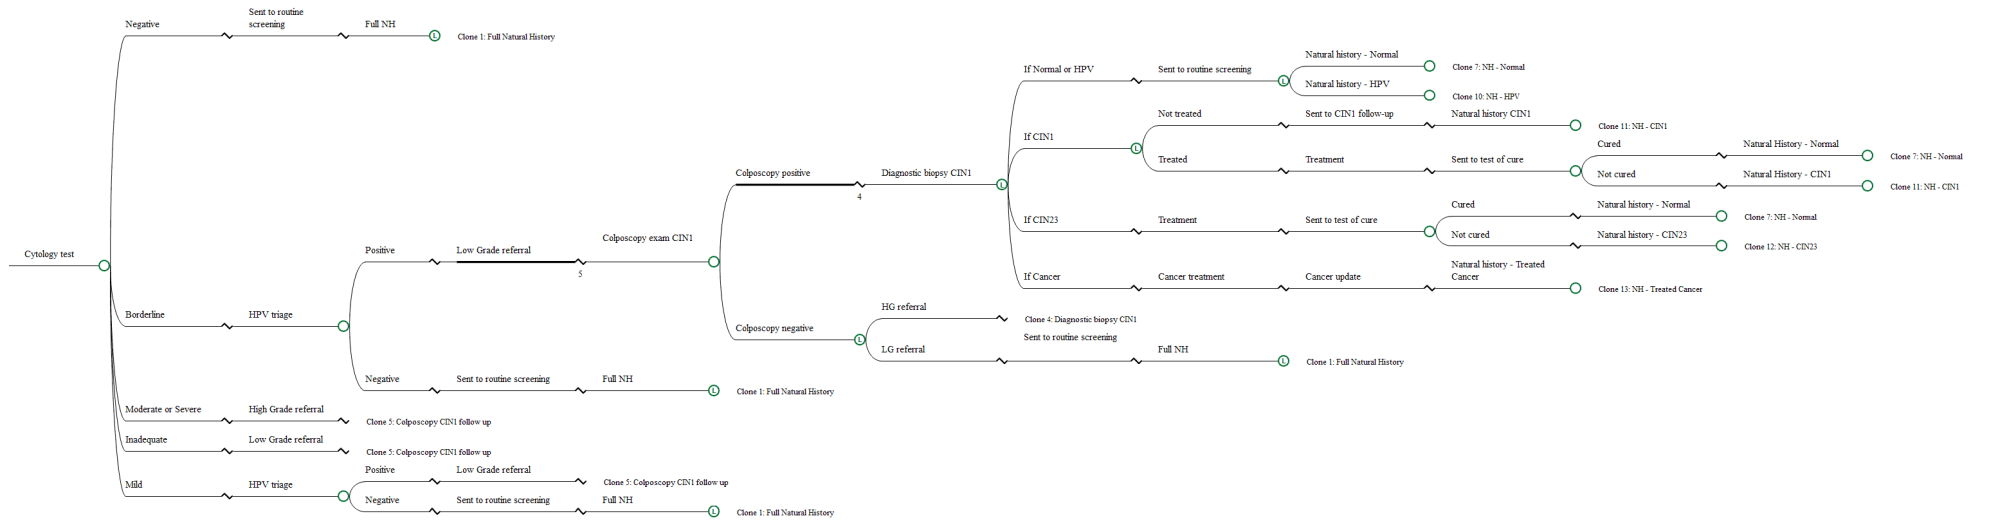 Sent to routine
screening
Negative
Full NH
Clone 1: Full Natural History
Natural history - Normal
If Normal or HPV
Sent to routine screening
Clone 7: NH - Normal
Natural history - HPV
Clone 10: NH - HPV
Not treated
Sent to CIN1 follow-up
Natural history CIN1
Clone 11: NH - CIN1
If CIN1
Cured
Natural History - Normal
Clone 7: NH - Normal
Treated
Treatment
Sent to test of cure
Not cured
Natural History - CIN1
Clone 11: NH - CIN1
Colposcopy positive
4
Diagnostic biopsy CIN1
Cured
Natural history - Normal
Clone 7: NH - Normal
If CIN23
Treatment
Sent to test of cure
Not cured
Natural history - CIN23
Clone 12: NH - CIN23
Colposcopy exam CIN1
Cytology test
Positive
Low Grade referral
5
Natural history - Treated
Cancer
If Cancer
Cancer treatment
Cancer update
Clone 13: NH - Treated Cancer
HG referral
Clone 4: Diagnostic biopsy CIN1
Borderline
HPV triage
Colposcopy negative
Sent to routine screening
LG referral
Full NH
Clone 1: Full Natural History
Negative
Sent to routine screening
Full NH
Clone 1: Full Natural History
Moderate or Severe
High Grade referral
Clone 5: Colposcopy CIN1 follow up
Inadequate
Low Grade referral
Clone 5: Colposcopy CIN1 follow up
Positive
Low Grade referral
Clone 5: Colposcopy CIN1 follow up
Mild
HPV triage
Negative
Sent to routine screening
Full NH
Clone 1: Full Natural History
L
L
L
L
L
L
L
L